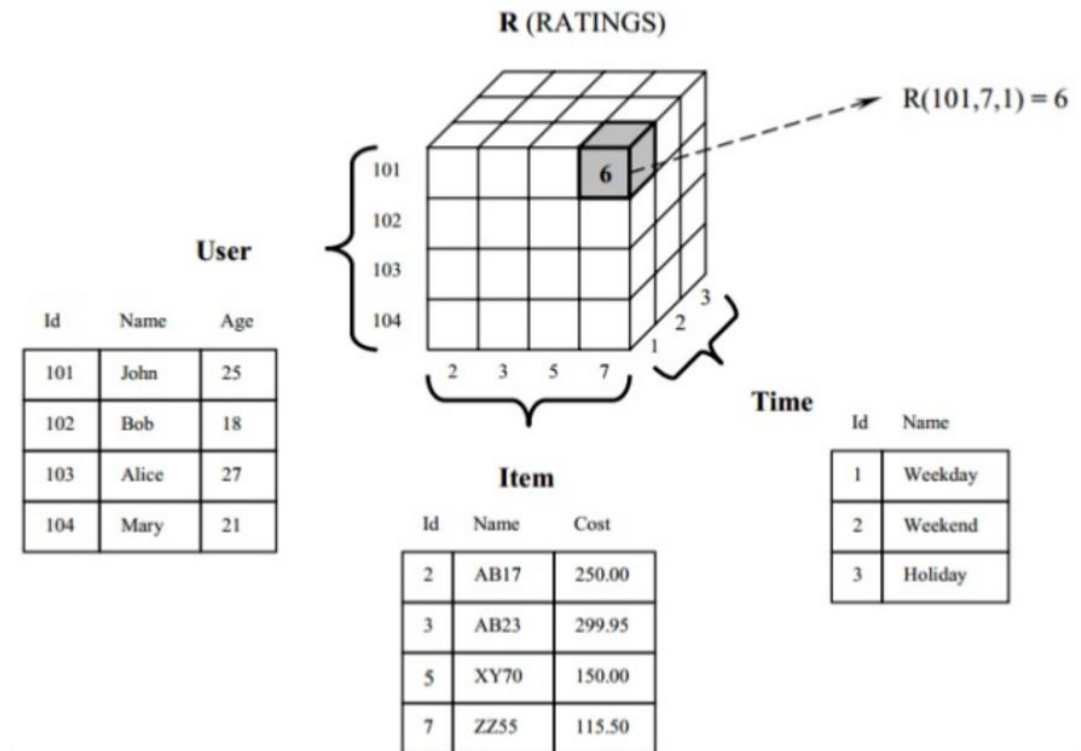 R (RATINGS)
R(101,7,1) = 6
101
6
102
User
103
104
Id Name Age
101 John 25
102 Bob 18
103 Alice 27
104 Mary 21
2 3 5 7
1
2
3
Time
Id Name
1 Weekday
2 Weekend
3 Holiday
Item
Id Name Cost
2 AB17 250.00
3 AB23 299.95
5 XY70 150.00
7 ZZ55 115.50